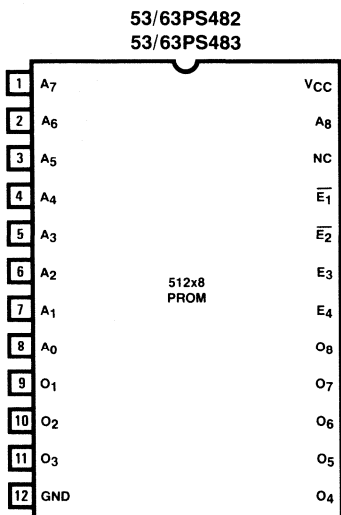 53/63PS482
53/63PS483
1 A7 VCC
2 A6 A8
3 A5 NC
4 A4 E1
5 A3 E2
6 A2 E3
512x8
PROM
7 A1 E4
8 A0 O8
9 O1 O7
10 O2 O6
11 O3 O5
12 GND O4